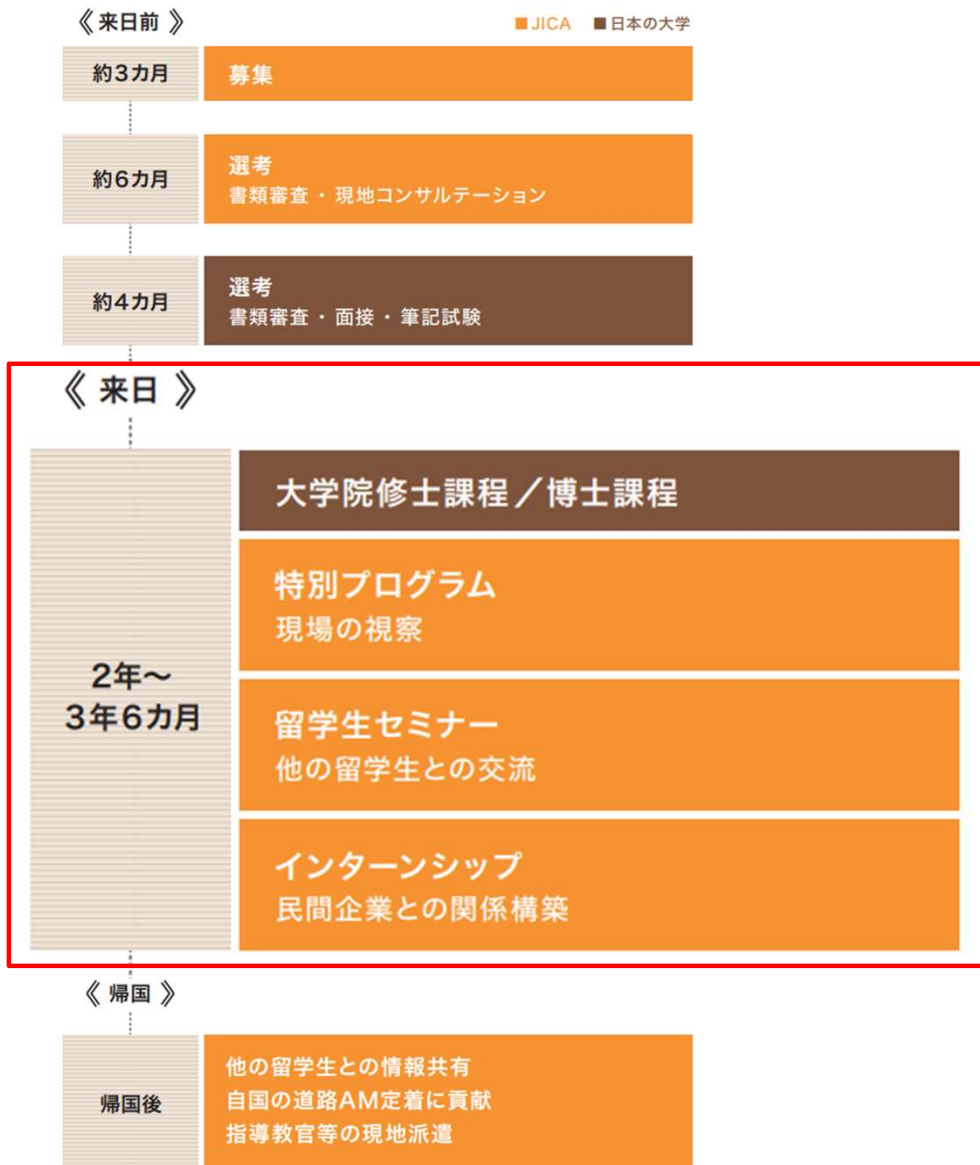 《 来日前 》
■JICA ■日本の大学
約3カ月
募集
約6カ月
選考
書類審査・現地コンサルテーション
約4カ月
選考
書類審査・面接・筆記試験
《 来日 》
2年～
3年6カ月
大学院修士課程／博士課程
特別プログラム
現場の視察
留学生セミナー
他の留学生との交流
インターンシップ
民間企業との関係構築
《 帰国 》
帰国後
他の留学生との情報共有
自国の道路AM定着に貢献
指導教官等の現地派遣